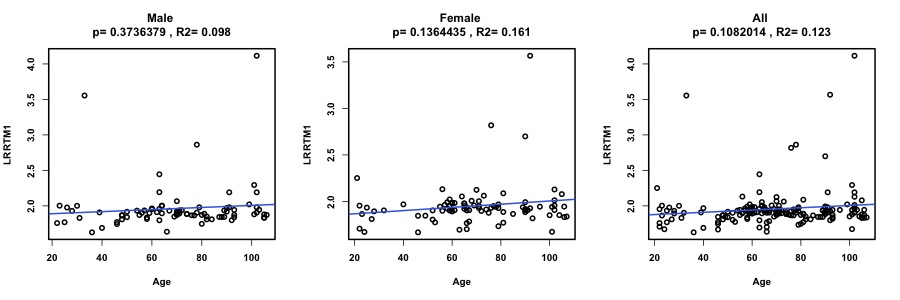 Male
p= 0.3736379 , R2= 0.098
LRRTM1
4.0
3.5
3.0
2.5
2.0
20 40 60 80 100
Age
Female
p= 0.1364435 , R2= 0.161
LRRTM1
3.5
3.0
2.5
2.0
20 40 60 80 100
Age
All
p= 0.1082014 , R2= 0.123
LRRTM1
4.0
3.5
3.0
2.5
2.0
20 40 60 80 100
Age